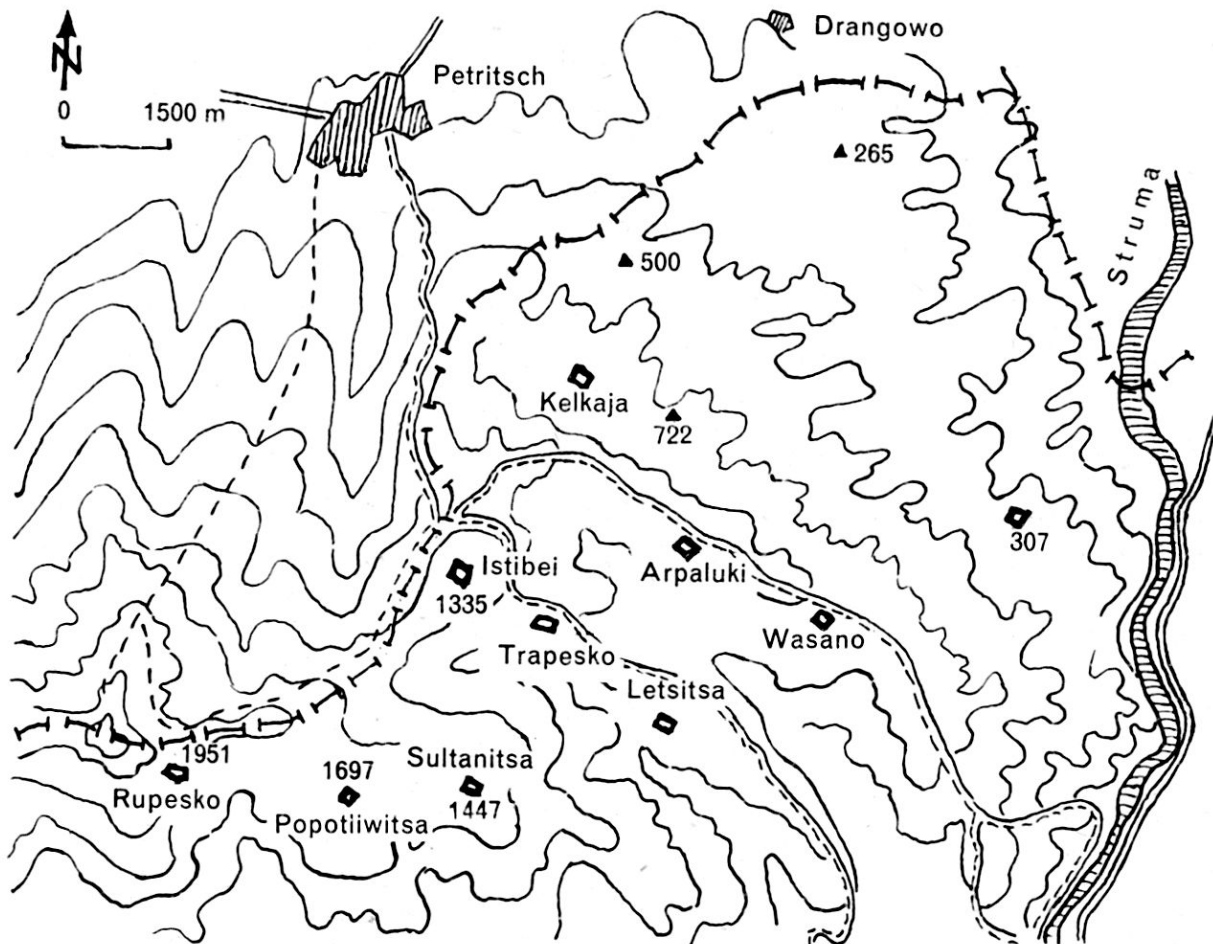 Drangowo
N
Petritsch
0 1500 m
265
Struma
500
Kelkaja
722
307
Istibei
1335
Arpaluki
Trapesko
Wasano
Letsitsa
1951
Rupesko
1697
Popotiiwitsa
Sultanitsa
1447